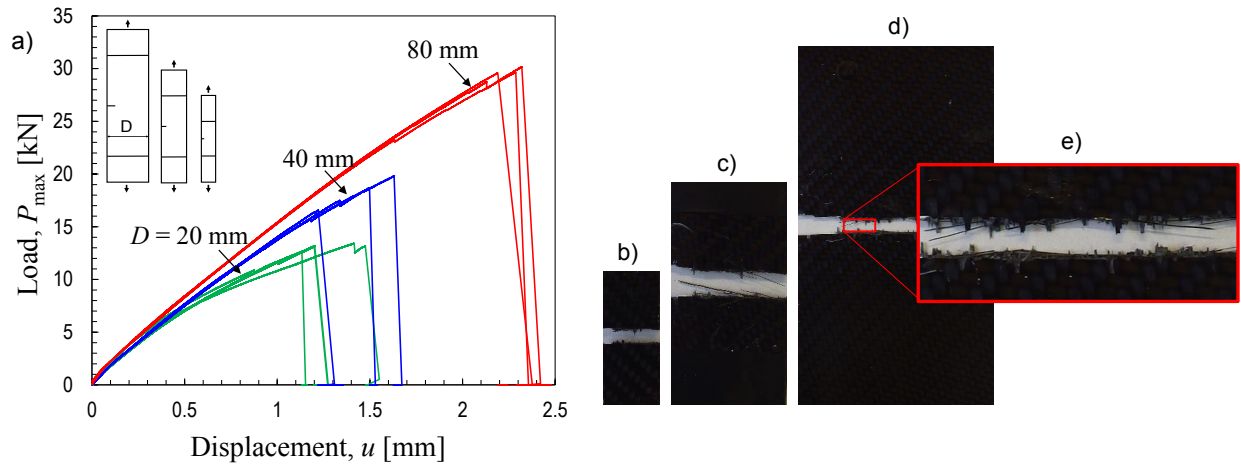 a)
35
30
25
20
15
10
5
0
Load, P_max [kN]
D
80 mm
40 mm
D = 20 mm
0
0.5
1
1.5
2
2.5
Displacement, u [mm]
b)
c)
d)
e)